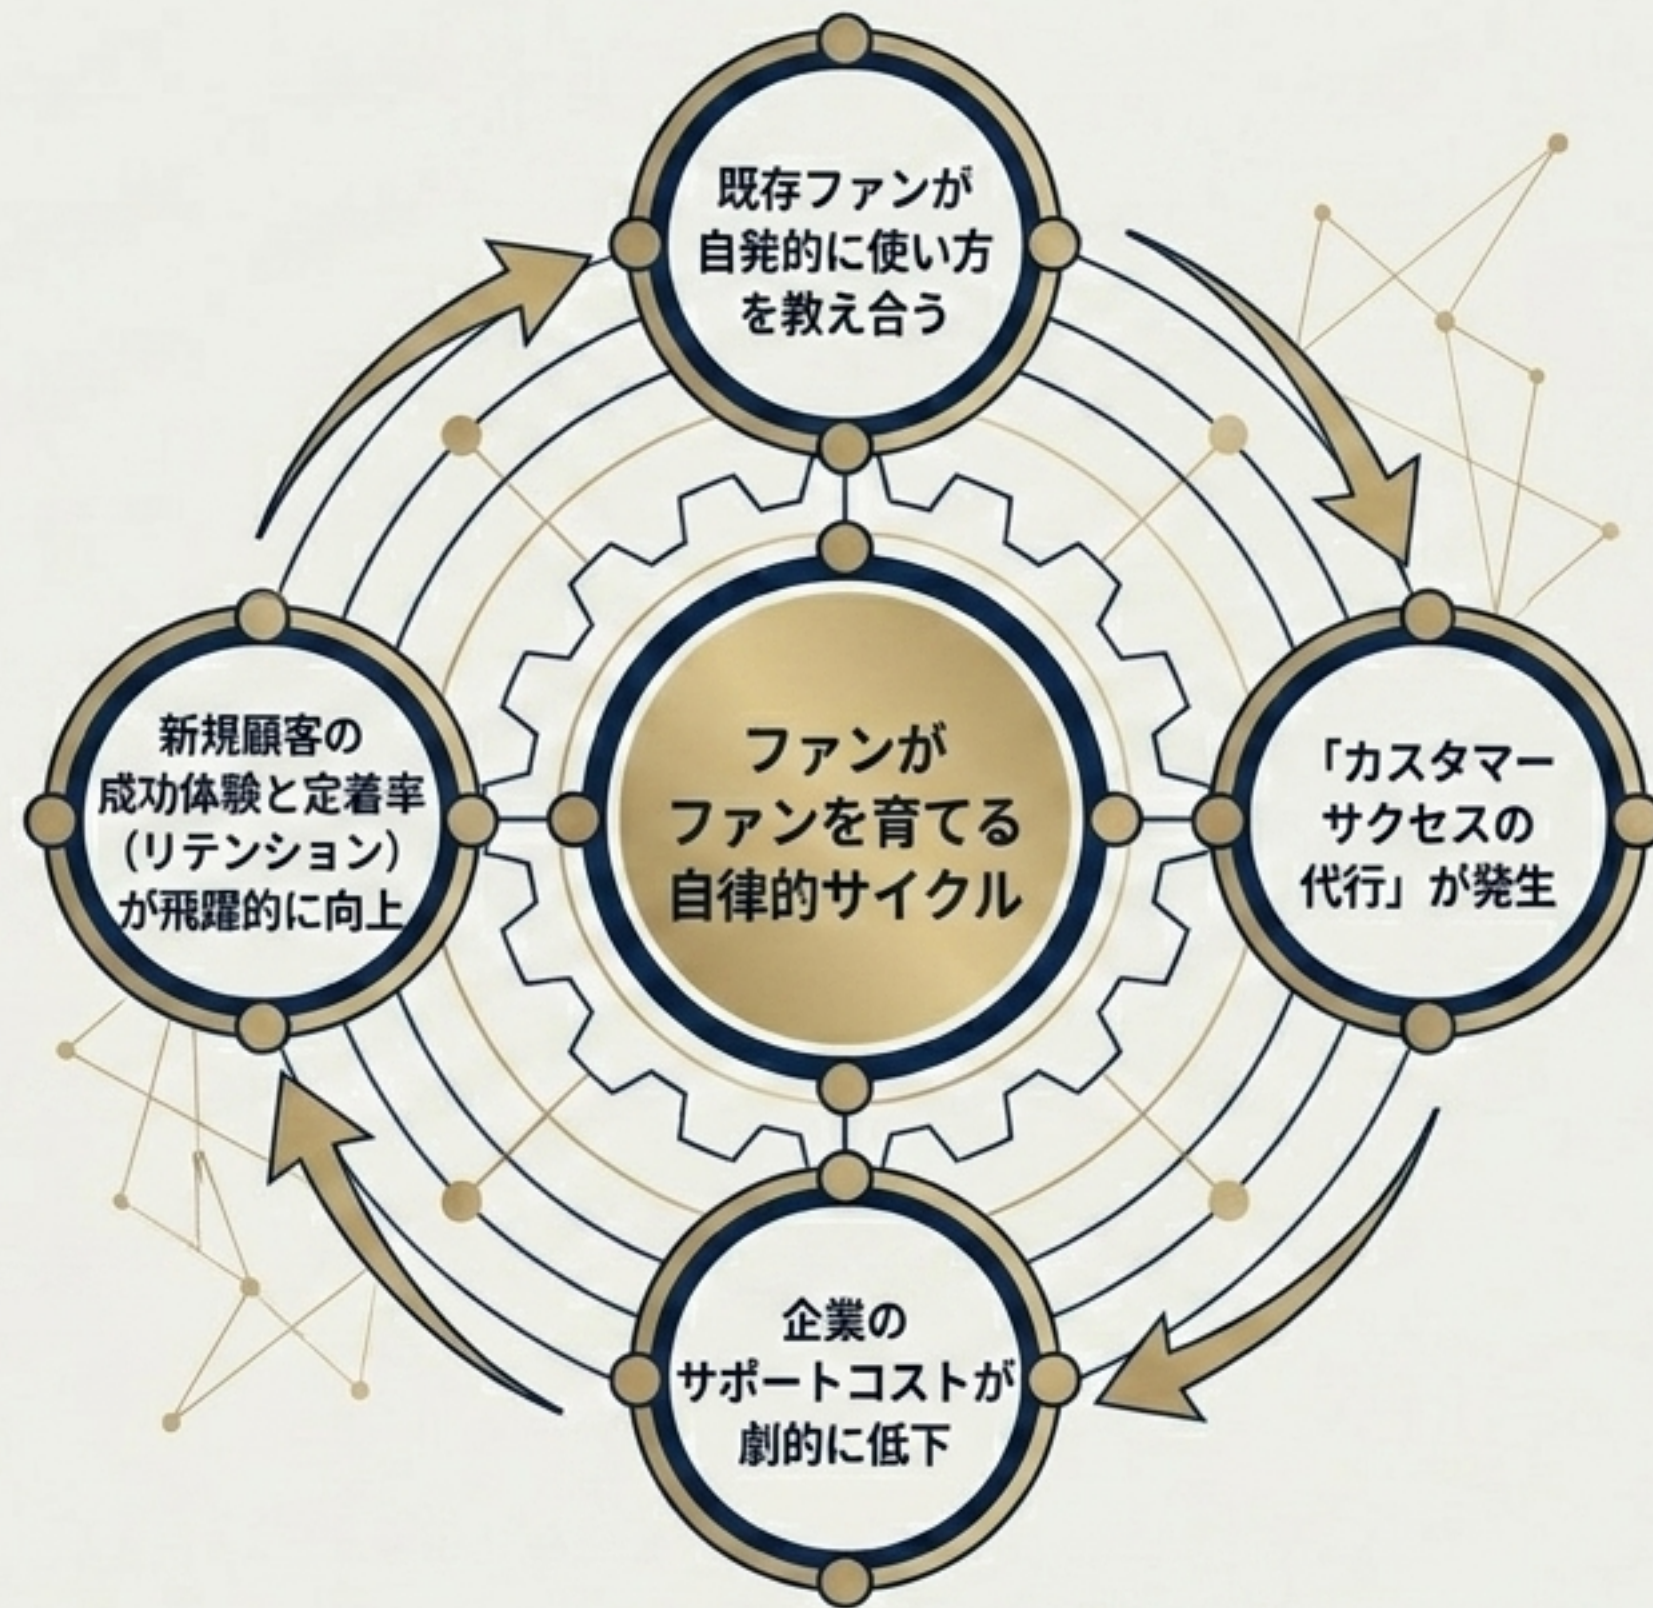 既存ファンが
自発的に使い方
を教え合う
「カスタマー
サクセスの
代行」が発生
企業の
サポートコストが
劇的に低下
新規顧客の
成功体験と定着率
(リテンション)
が飛躍的に向上
ファンが
ファンを育てる
自律的サイクル